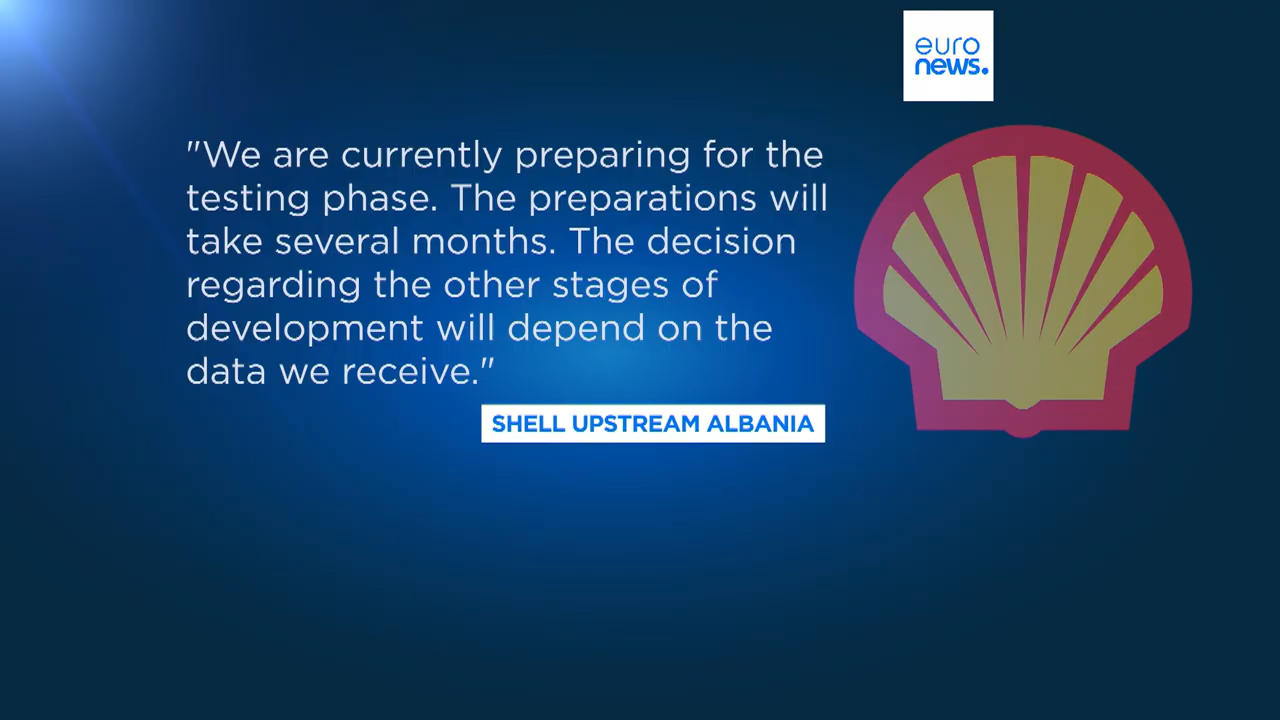 euro
news.
"We are currently preparing for the
testing phase. The preparations will
take several months. The decision
regarding the other stages of
development will depend on the
data we receive."
SHELL UPSTREAM ALBANIA